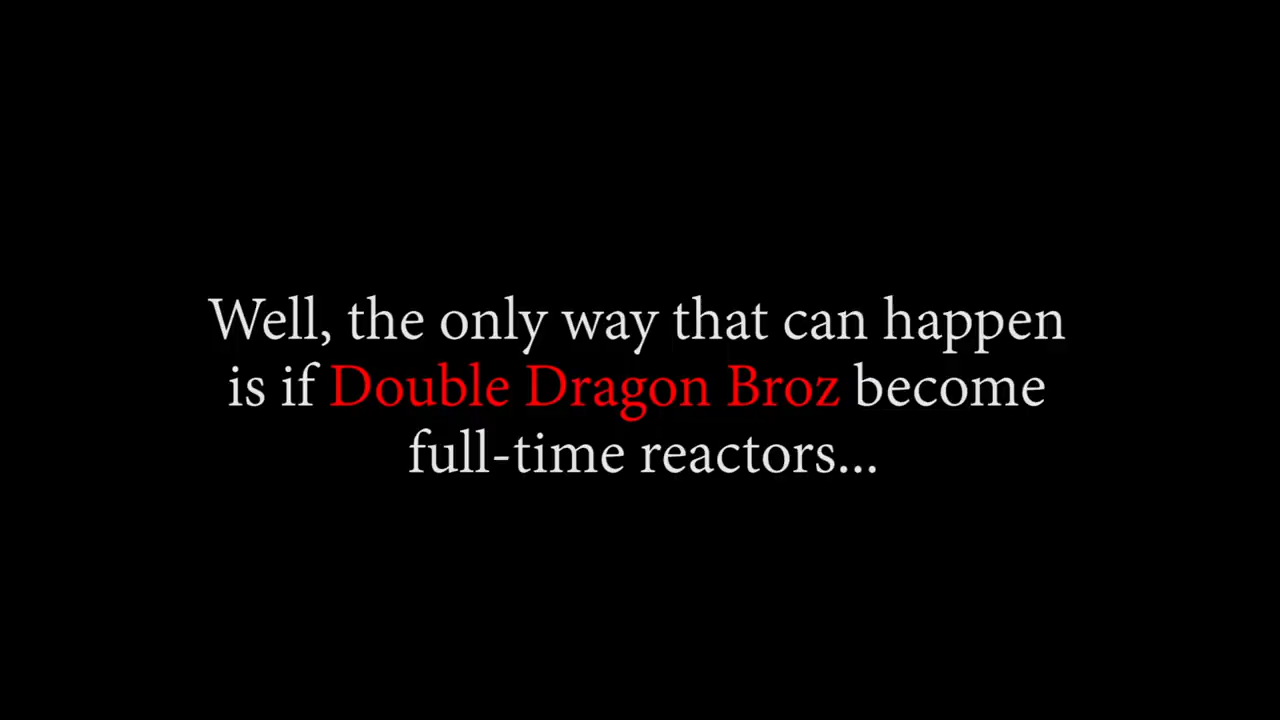 Well, the only way that can happen
is if Double Dragon Broz become
full-time reactors...